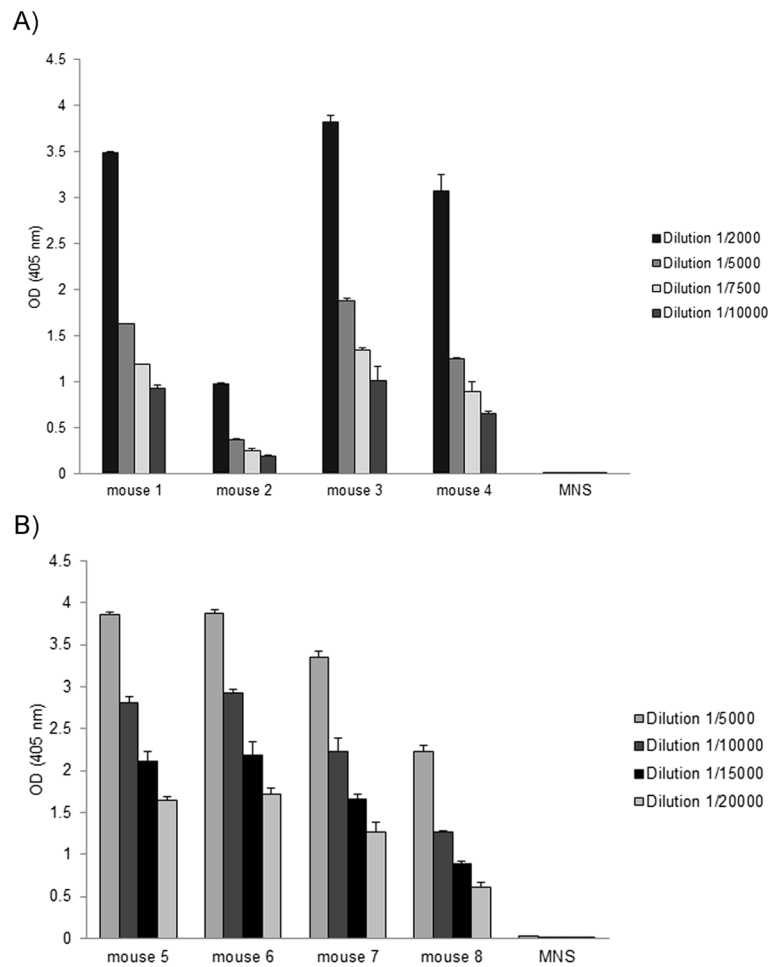 A)
4.5
4
3.5
3
2.5
2
1.5
1
0.5
0
OD (405 nm)
mouse 1 mouse 2 mouse 3 mouse 4 MNS
Dilution 1/2000
Dilution 1/5000
Dilution 1/7500
Dilution 1/10000
B)
4.5
4
3.5
3
2.5
2
1.5
1
0.5
0
OD (405 nm)
mouse 5 mouse 6 mouse 7 mouse 8 MNS
Dilution 1/5000
Dilution 1/10000
Dilution 1/15000
Dilution 1/20000